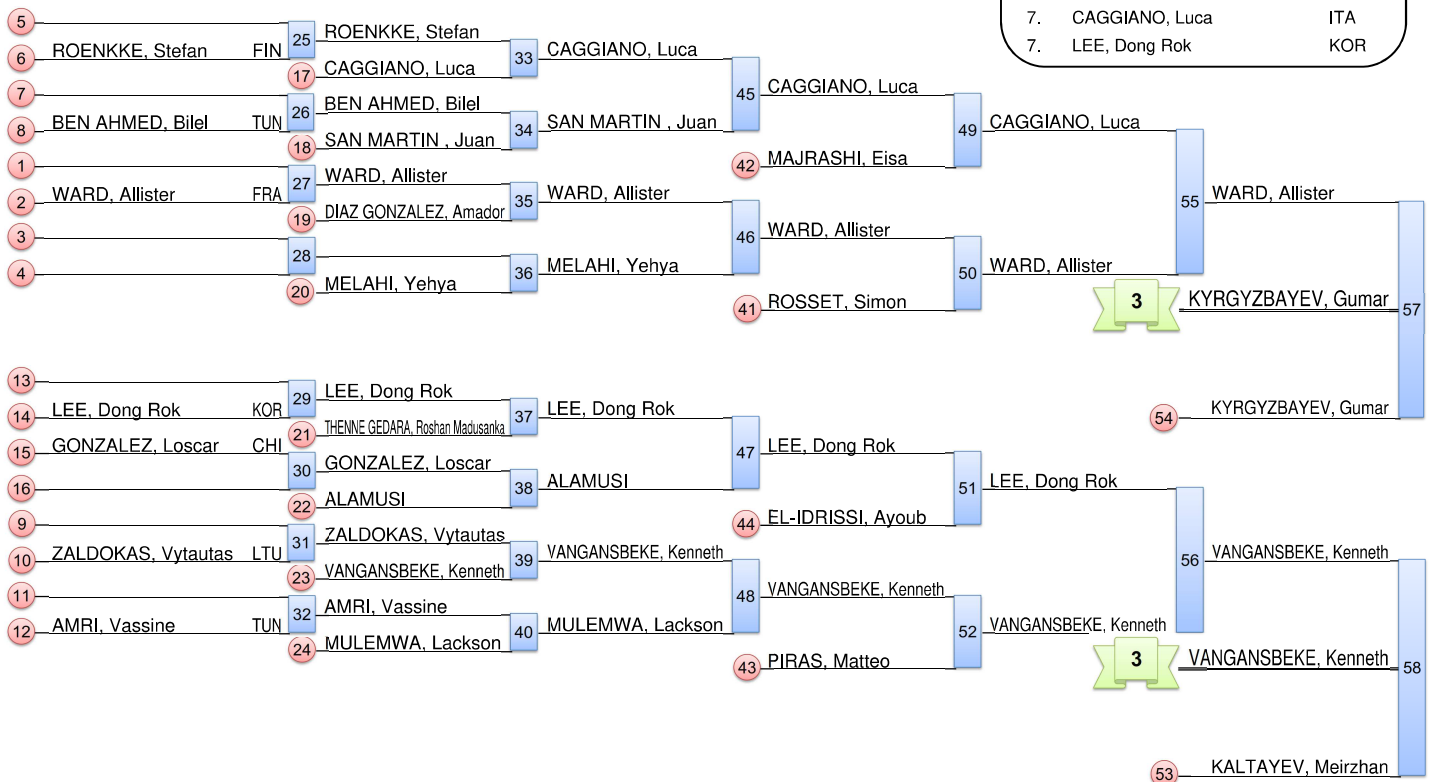 7. CAGGIANO, Luca ITA
7. LEE, Dong Rok KOR
5
6 ROENKKE, Stefan FIN
25 ROENKKE, Stefan
17 CAGGIANO, Luca
33 CAGGIANO, Luca
7
8 BEN AHMED, Bilel TUN
26 BEN AHMED, Bilel
18 SAN MARTIN , Juan
34 SAN MARTIN , Juan
45 CAGGIANO, Luca
42 MAJRASHI, Eisa
49 CAGGIANO, Luca
1
2 WARD, Allister FRA
27 WARD, Allister
19 DIAZ GONZALEZ, Amador
35 WARD, Allister
3
4
28
20 MELAHI, Yehya
36 MELAHI, Yehya
46 WARD, Allister
41 ROSSET, Simon
50 WARD, Allister
55 WARD, Allister
3 KYRGYZBAYEV, Gumar
57
54 KYRGYZBAYEV, Gumar
13
14 LEE, Dong Rok KOR
29 LEE, Dong Rok
21 THENNE GEDARA, Roshan Madusanka
37 LEE, Dong Rok
15 GONZALEZ, Loscar CHI
16
30 GONZALEZ, Loscar
22 ALAMUSI
38 ALAMUSI
47 LEE, Dong Rok
44 EL-IDRISSI, Ayoub
51 LEE, Dong Rok
9
10 ZALDOKAS, Vytautas LTU
31 ZALDOKAS, Vytautas
23 VANGANSBEKE, Kenneth
39 VANGANSBEKE, Kenneth
11
12 AMRI, Vassine TUN
32 AMRI, Vassine
24 MULEMWA, Lackson
40 MULEMWA, Lackson
48 VANGANSBEKE, Kenneth
43 PIRAS, Matteo
52 VANGANSBEKE, Kenneth
56 VANGANSBEKE, Kenneth
3 VANGANSBEKE, Kenneth
58
53 KALTAYEV, Meirzhan